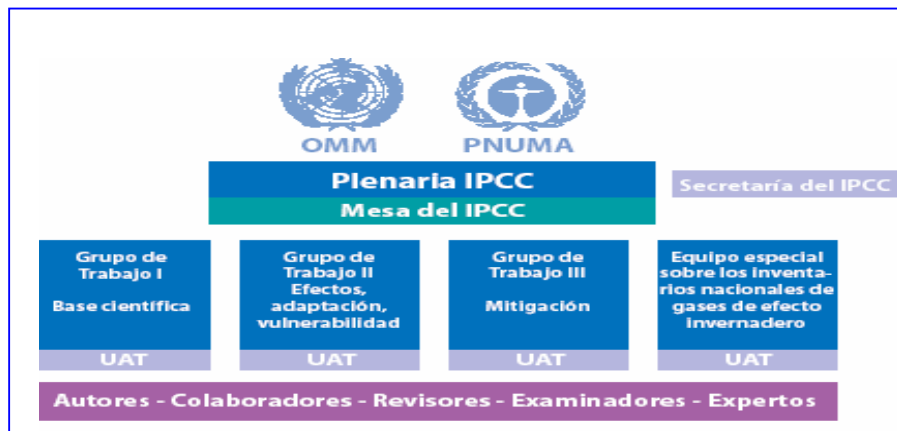 OMM
PNUMA
Plenaria IPCC
Secretaría del IPCC
Mesa del IPCC
Grupo de
Trabajo I
Base científica
UAT
Grupo de
Trabajo II
Efectos,
adaptación,
vulnerabilidad
UAT
Grupo de
Trabajo III
Mitigación
UAT
Equipo especial
sobre los inventa-
rios nacionales de
gases de efecto
invernadero
UAT
Autores - Colaboradores - Revisores - Examinadores - Expertos